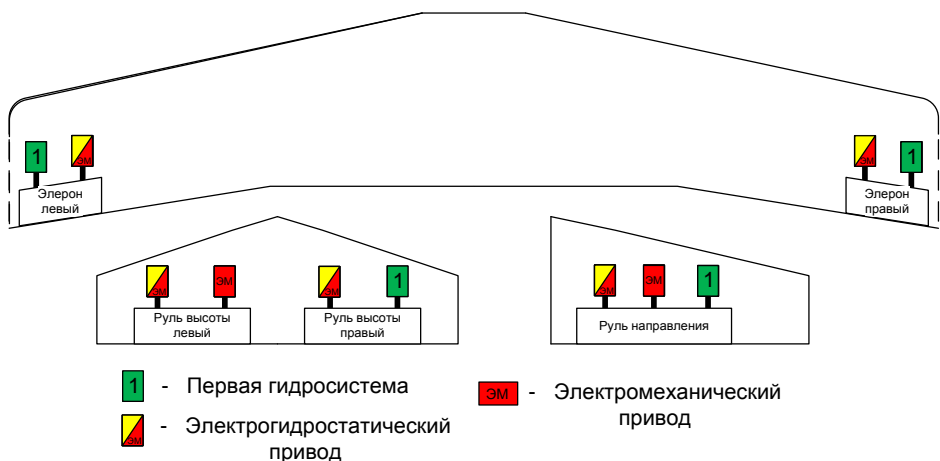 1 ЭМ ЭМ 1
Элерон
левый
Элерон
правый
ЭМ ЭМ ЭМ 1
Руль высоты
левый
Руль высоты
правый
ЭМ ЭМ 1
Руль направления
1 - Первая гидросистема
ЭМ - Электрогидростатический
привод
ЭМ - Электромеханический
привод